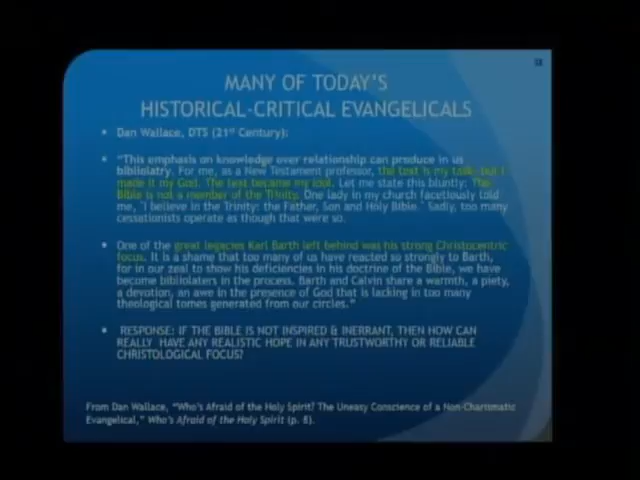 MANY OF TODAY'S
HISTORICAL-CRITICAL EVANGELICALS
Dan Wallace, DTS (21st Century):
"This emphasis on knowledge over relationship can produce in us
bibliolatry. For me, as a New Testament professor, the text is my task, but I
made it my God. The text became my idol. Let me state this bluntly: The
Bible is not a member of the Trinity. One lady in my church facetiously told
me, 'I believe in the Trinity: the Father, Son and Holy Bible.' Sadly, too many
cessationists operate as though that were so.
One of the great legacies Karl Barth left behind was his strong Christocentric
focus. It is a shame that too many of us have reacted so strongly to Barth,
for in our zeal to show his deficiencies in his doctrine of the Bible, we have
become bibliolaters in the process. Barth and Calvin share a warmth, a piety,
a devotion, an awe in the presence of God that is lacking in too many
theological tomes generated from our circles."
RESPONSE: IF THE BIBLE IS NOT INSPIRED & INERRANT, THEN HOW CAN
REALLY HAVE ANY REALISTIC HOPE IN ANY TRUSTWORTHY OR RELIABLE
CHRISTOLOGICAL FOCUS?
From Dan Wallace, "Who's Afraid of the Holy Spirit? The Uneasy Conscience of a Non-Charismatic
Evangelical," Who's Afraid of the Holy Spirit (p. 8).